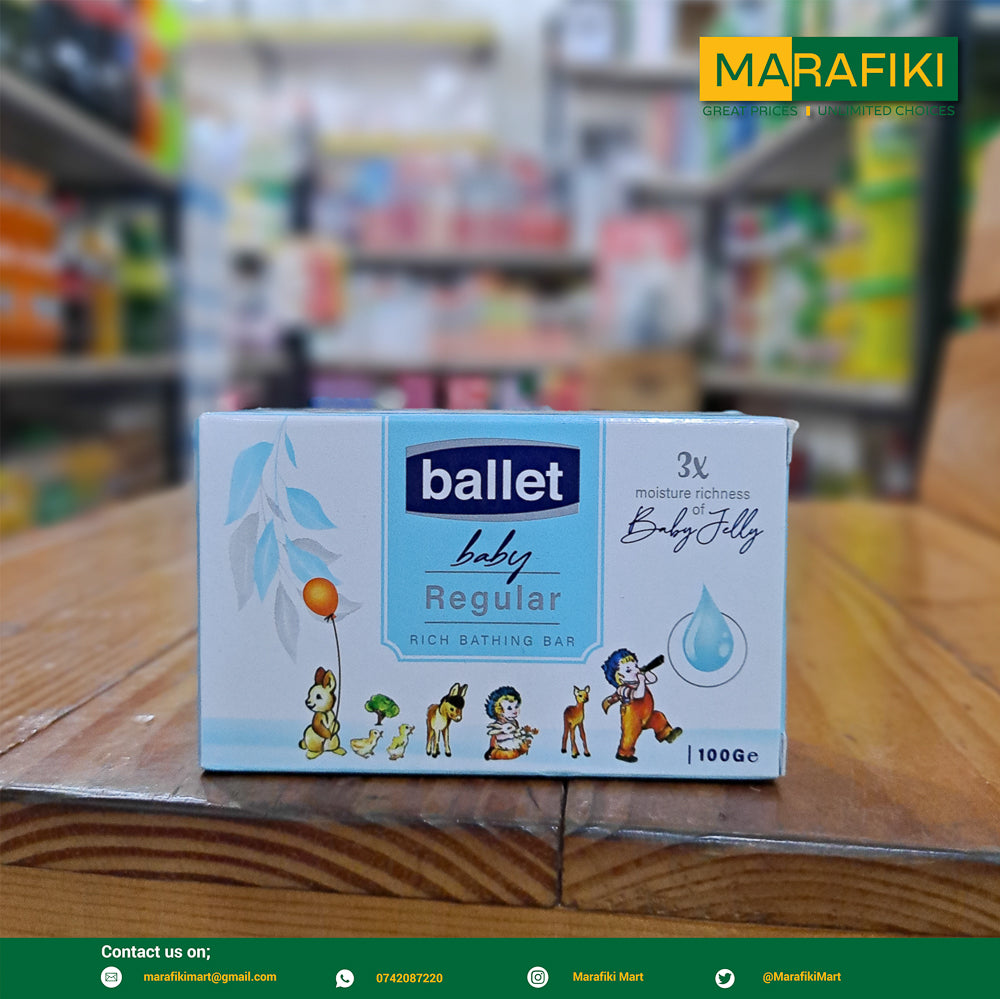 MARAFIKI
GREAT PRICES | UNLIMITED CHOICES
ballet
baby
Regular
RICH BATHING BAR
3x
moisture richness
of
Baby Jelly
100Ge
Contact us on;
marafikimart@gmail.com
0742087220
Marafiki Mart
@MarafikiMart